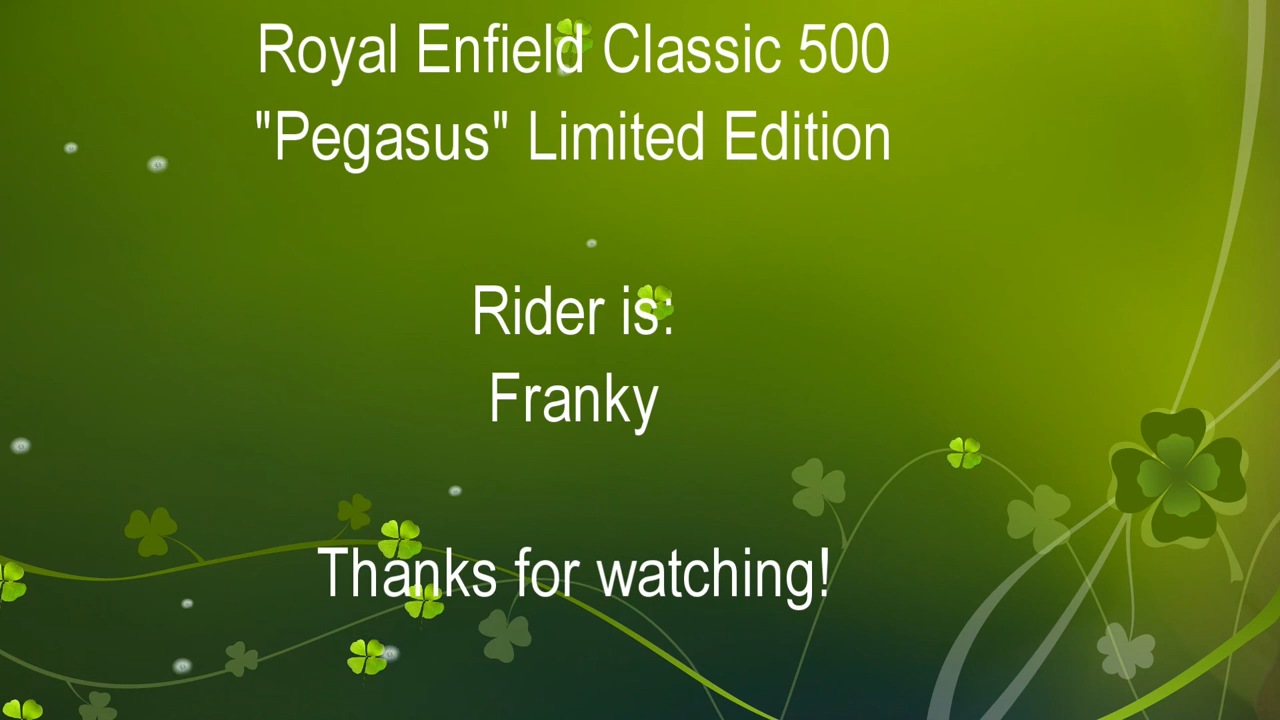 Royal Enfield Classic 500
"Pegasus" Limited Edition
Rider is:
Franky
Thanks for watching!